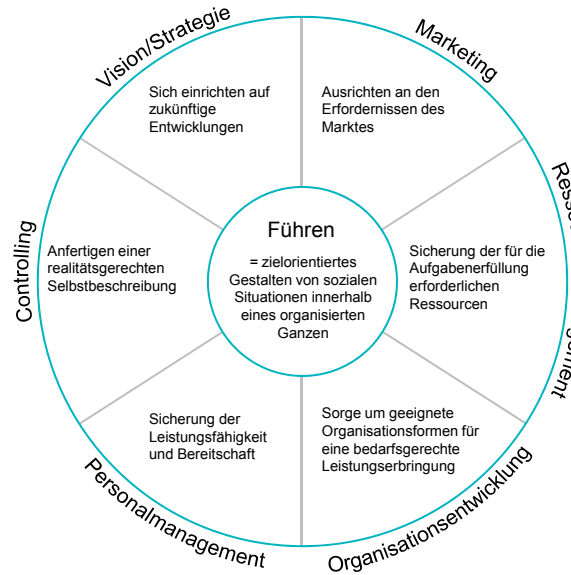 Vision/Strategie
Marketing
Sich einrichten auf
zukünftige
Entwicklungen
Ausrichten an den
Erfordernissen des
Marktes
Controlling
Anfertigen einer
realitätsgerechten
Selbstbeschreibung
Führen
= zielorientiertes
Gestalten von sozialen
Situationen innerhalb
eines organisierten
Ganzen
Sicherung der für die
Aufgabenerfüllung
erforderlichen
Ressourcen
Sicherung der
Leistungsfähigkeit
und Bereitschaft
Sorge um geeignete
Organisationsformen für
eine bedarfsgerechte
Leistungserbringung
Personalmanagement
Organisationsentwicklung